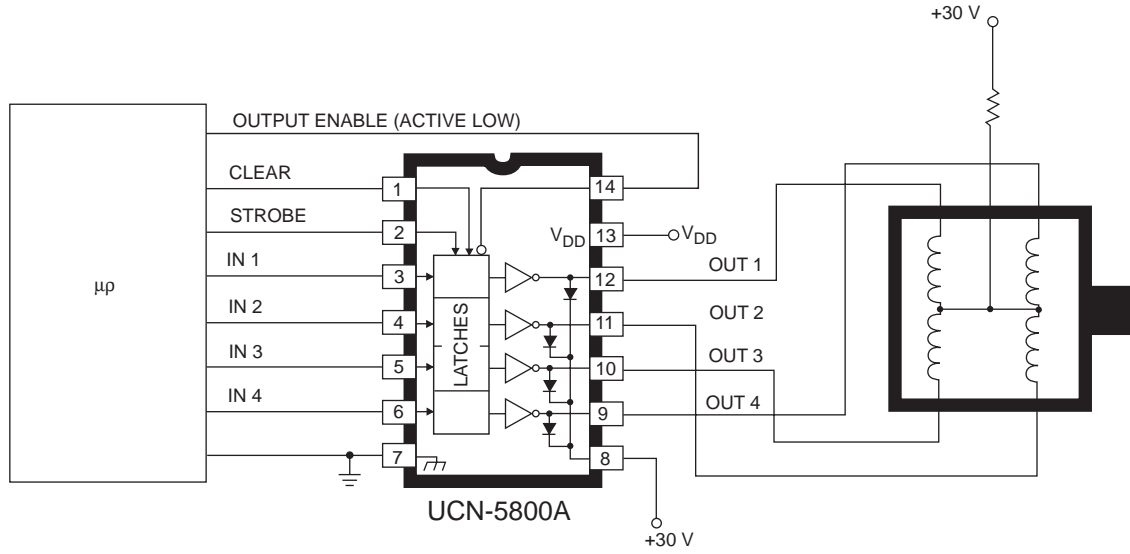 +30 V
OUTPUT ENABLE (ACTIVE LOW)
CLEAR
STROBE
IN 1
IN 2
IN 3
IN 4
μρ
1
2
3
4
5
6
7
LATCHES
14
V_DD 13 V_DD
12
11
10
9
8
OUT 1
OUT 2
OUT 3
OUT 4
UCN-5800A
+30 V